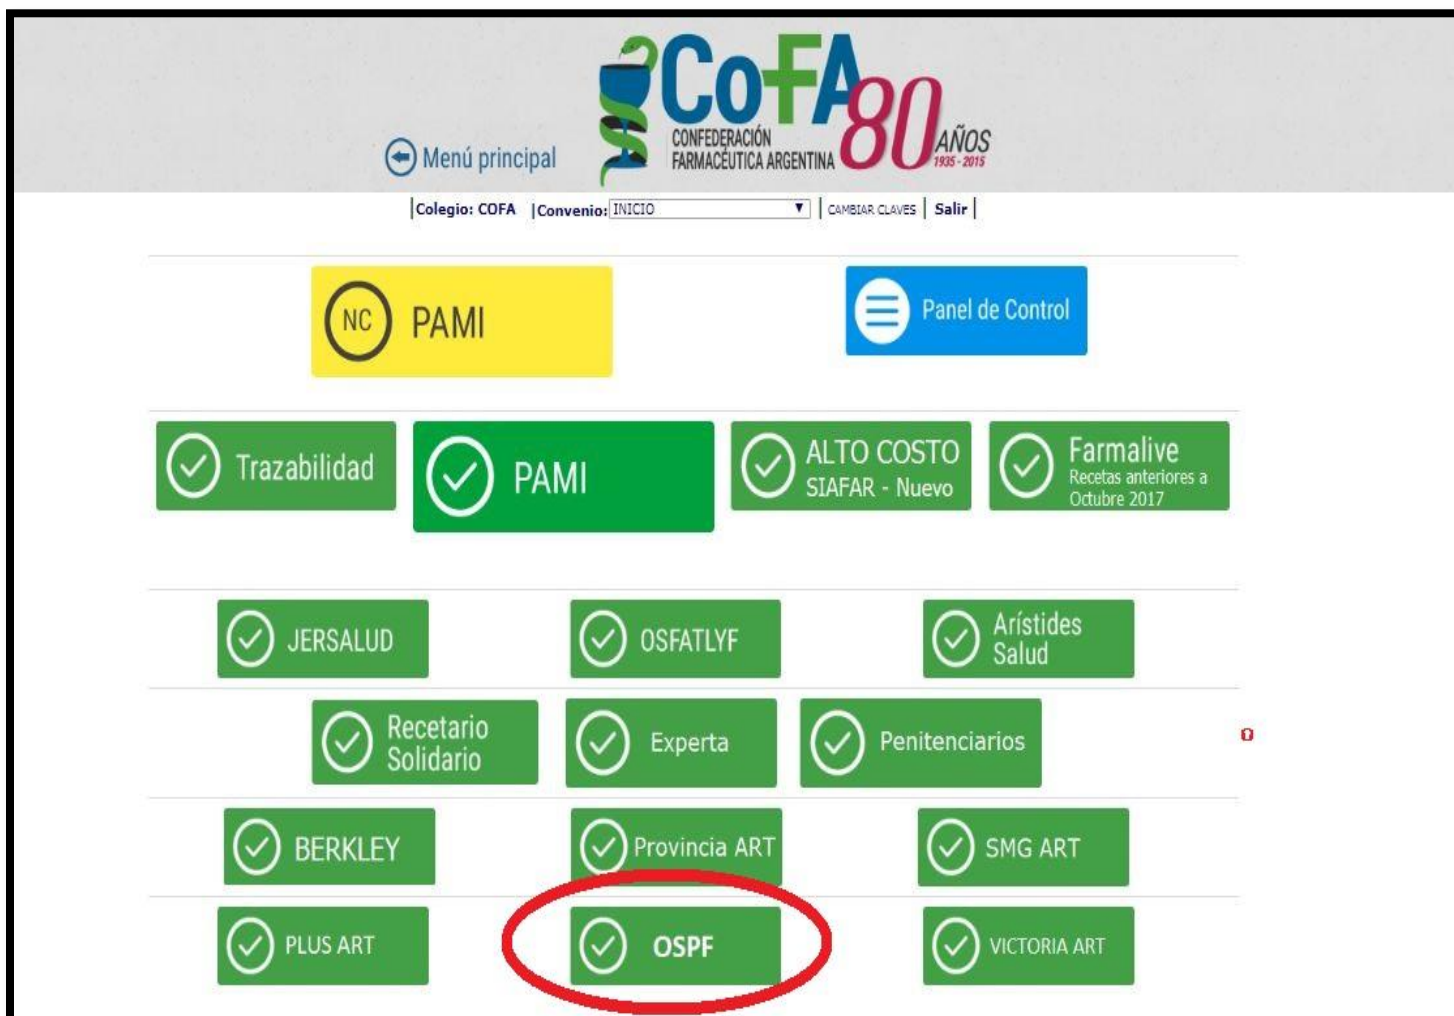 CoFA
CONFEDERACIÓN
FARMACÉUTICA ARGENTINA
80
AÑOS
1935 - 2015
Menú principal
Colegio: COFA |Convenio: INICIO | CAMBIAR CLAVES | Salir |
NC PAMI
Panel de Control
Trazabilidad
PAMI
ALTO COSTO
SIAFAR - Nuevo
Farmalive
Recetas anteriores a
Octubre 2017
JERSALUD
OSFATLYF
Arístides
Salud
Recetario
Solidario
Experta
Penitenciarios
BERKLEY
Provincia ART
SMG ART
PLUS ART
OSPF
VICTORIA ART